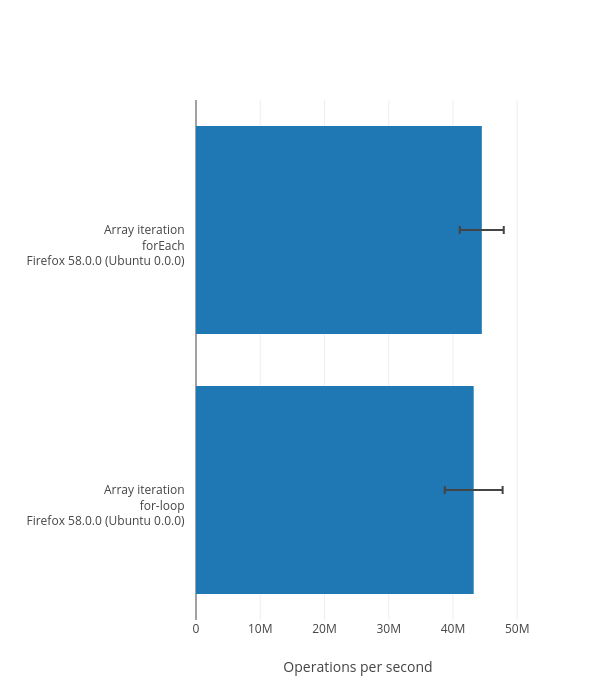 Array iteration
forEach
Firefox 58.0.0 (Ubuntu 0.0.0)
Array iteration
for-loop
Firefox 58.0.0 (Ubuntu 0.0.0)
0 10M 20M 30M 40M 50M
Operations per second